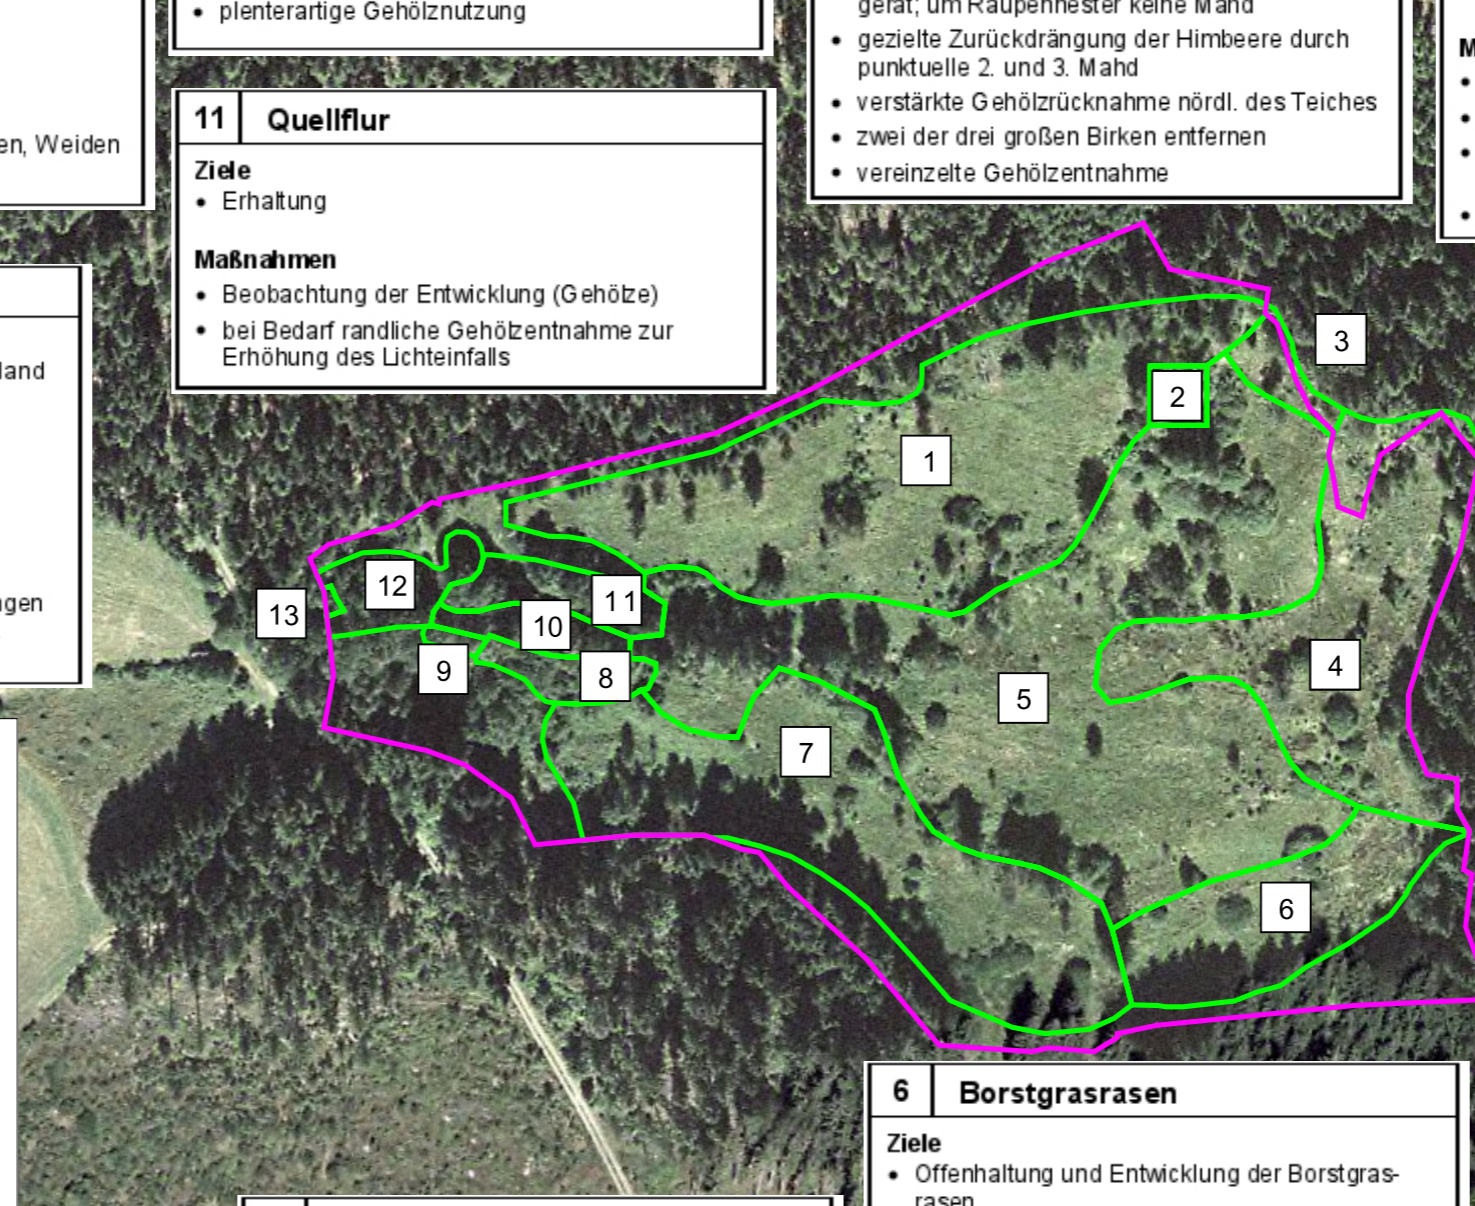 plenterartige Gehölznutzung
gerät; um Raupennester keine Mahd
• gezielte Zurückdrängung der Himbeere durch
punktuelle 2. und 3. Mahd
• verstärkte Gehölzrücknahme nördl. des Teiches
• zwei der drei großen Birken entfernen
• vereinzelte Gehölzentnahme
M
en, Weiden
11 Quellflur
Ziele
• Erhaltung
Maßnahmen
• Beobachtung der Entwicklung (Gehölze)
• bei Bedarf randliche Gehölzentnahme zur
Erhöhung des Lichteinfalls
land
gen
3
2
1
12
11
13
10
9
8
4
5
7
6
6 Borstgrasrasen
Ziele
• Offenhaltung und Entwicklung der Borstgras-
rasen